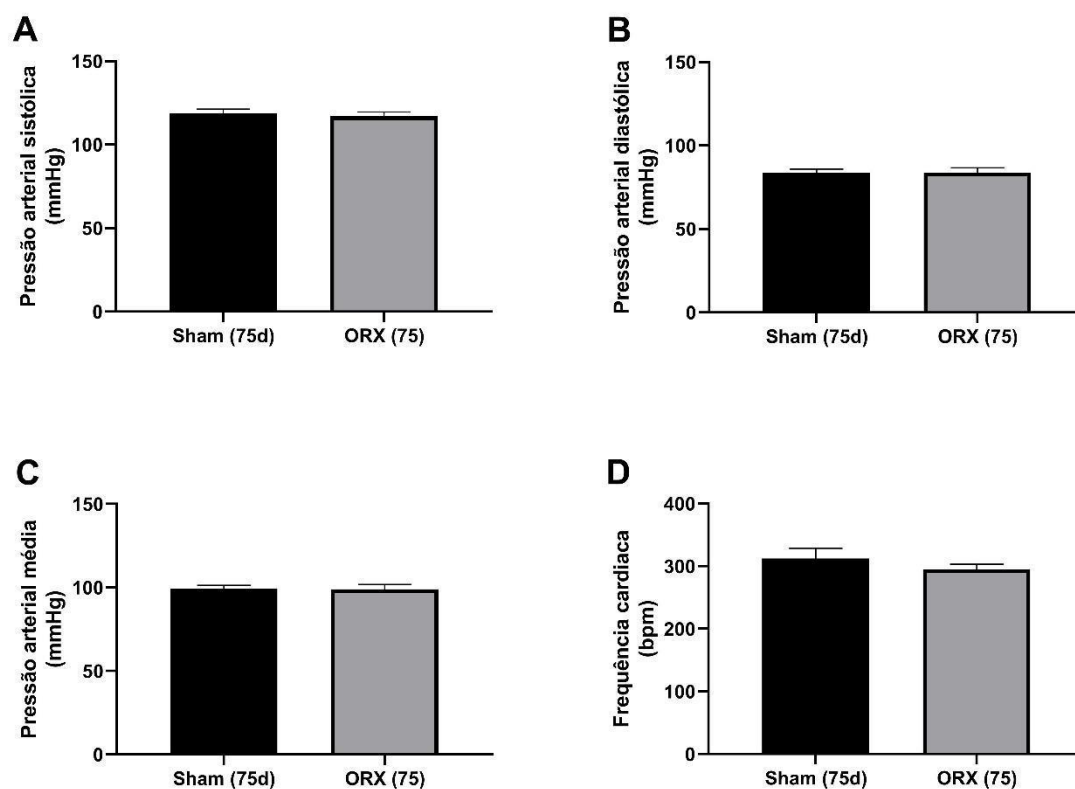 A
Pressão arterial sistólica
(mmHg)
150
100
50
0
Sham (75d)
ORX (75)
B
Pressão arterial diastólica
(mmHg)
150
100
50
0
Sham (75d)
ORX (75)
C
Pressão arterial média
(mmHg)
150
100
50
0
Sham (75d)
ORX (75)
D
Frequência cardiaca
(bpm)
400
300
200
100
0
Sham (75d)
ORX (75)